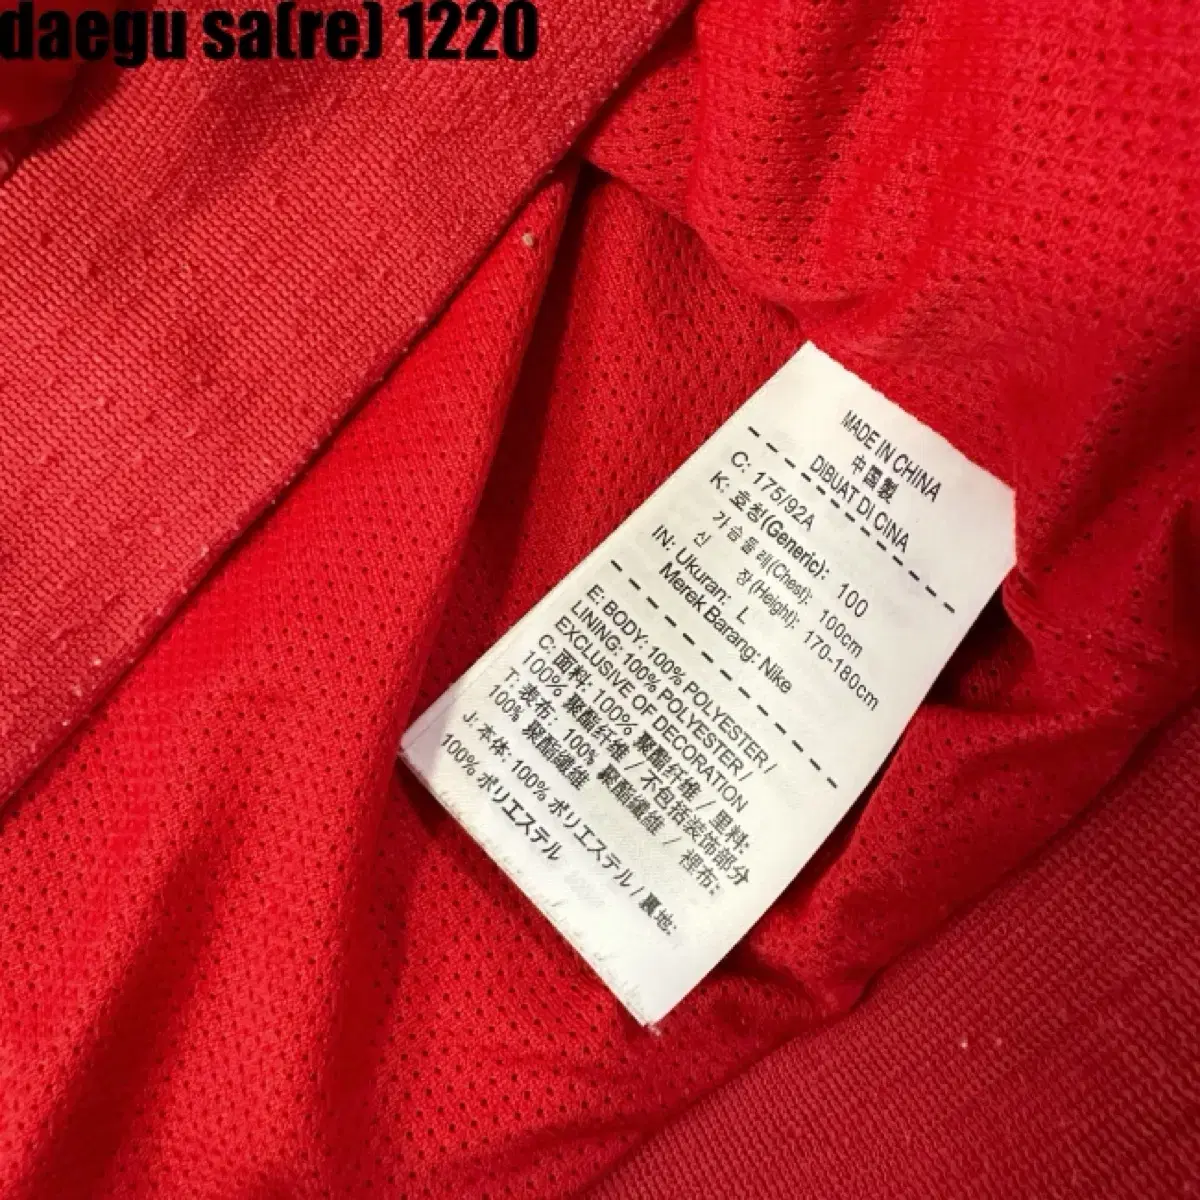 daegu sa(re) 1220
MADE IN CHINA
中国製
DIBUAT DI CINA
C: 175/92A
K: 호칭(Generic): 100
가슴둘레(Chest): 100cm
신 장(Height): 170-180cm
IN: Ukuran: L
Merek Barang: Nike
E: BODY: 100% POLYESTER /
LINING: 100% POLYESTER /
EXCLUSIVE OF DECORATION
C: 面料: 100% 聚酯纤维 / 里料:
100% 聚酯纤维 / 不包括装饰部分
T: 表布: 100% 聚酯纖維 / 裡布:
100% 聚酯纖維
J: 本体: 100% ポリエステル / 裏地:
100% ポリエステル